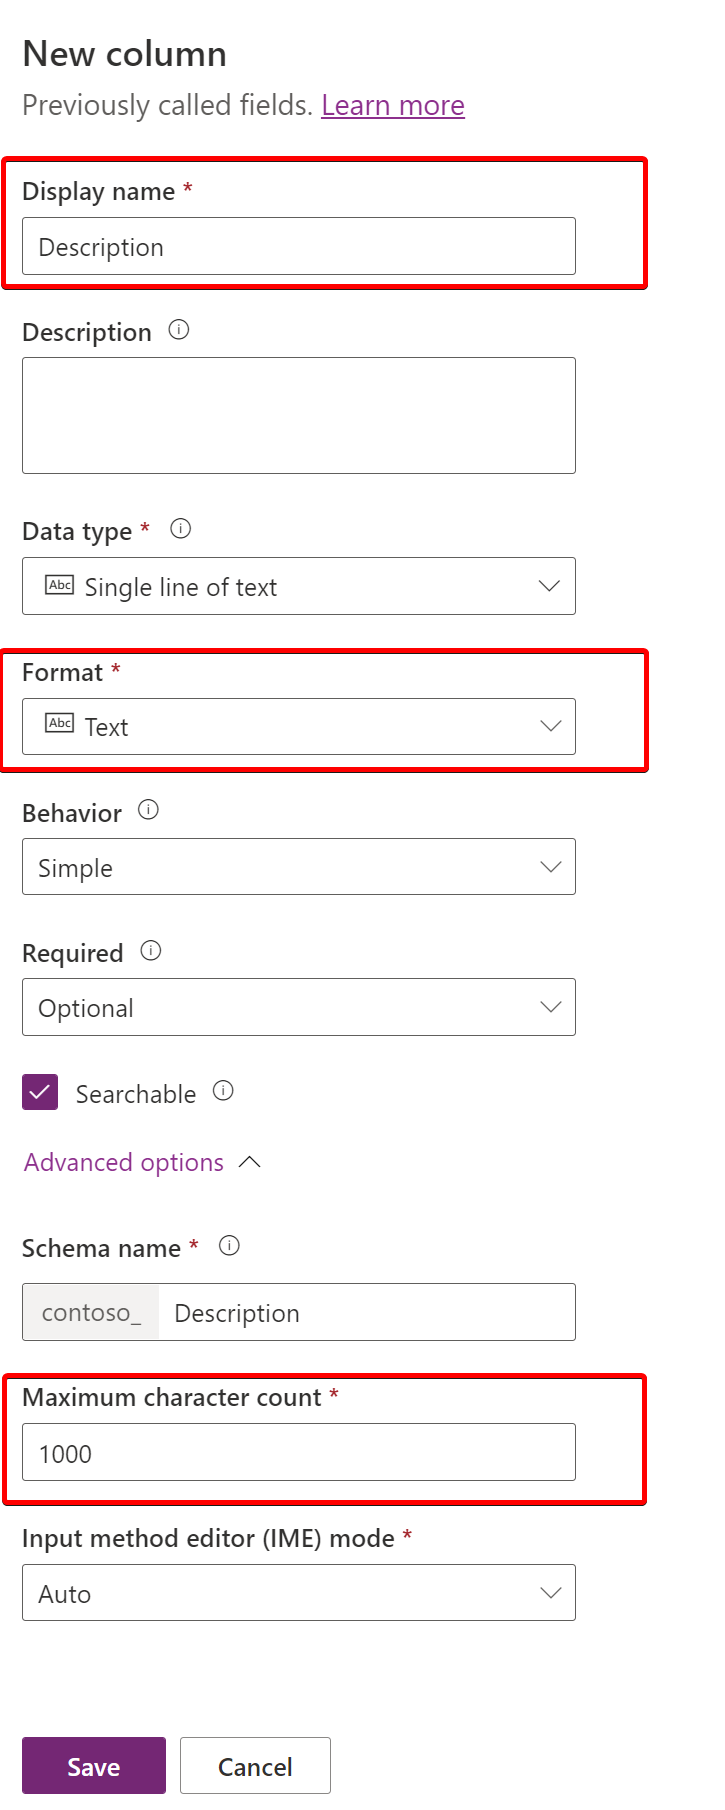 New column
Previously called fields. Learn more
Display name *
Description
Description
Data type *
Abc Single line of text
Format *
Abc Text
Behavior
Simple
Required
Optional
Searchable
Advanced options
Schema name *
contoso_ Description
Maximum character count *
1000
Input method editor (IME) mode *
Auto
Save Cancel